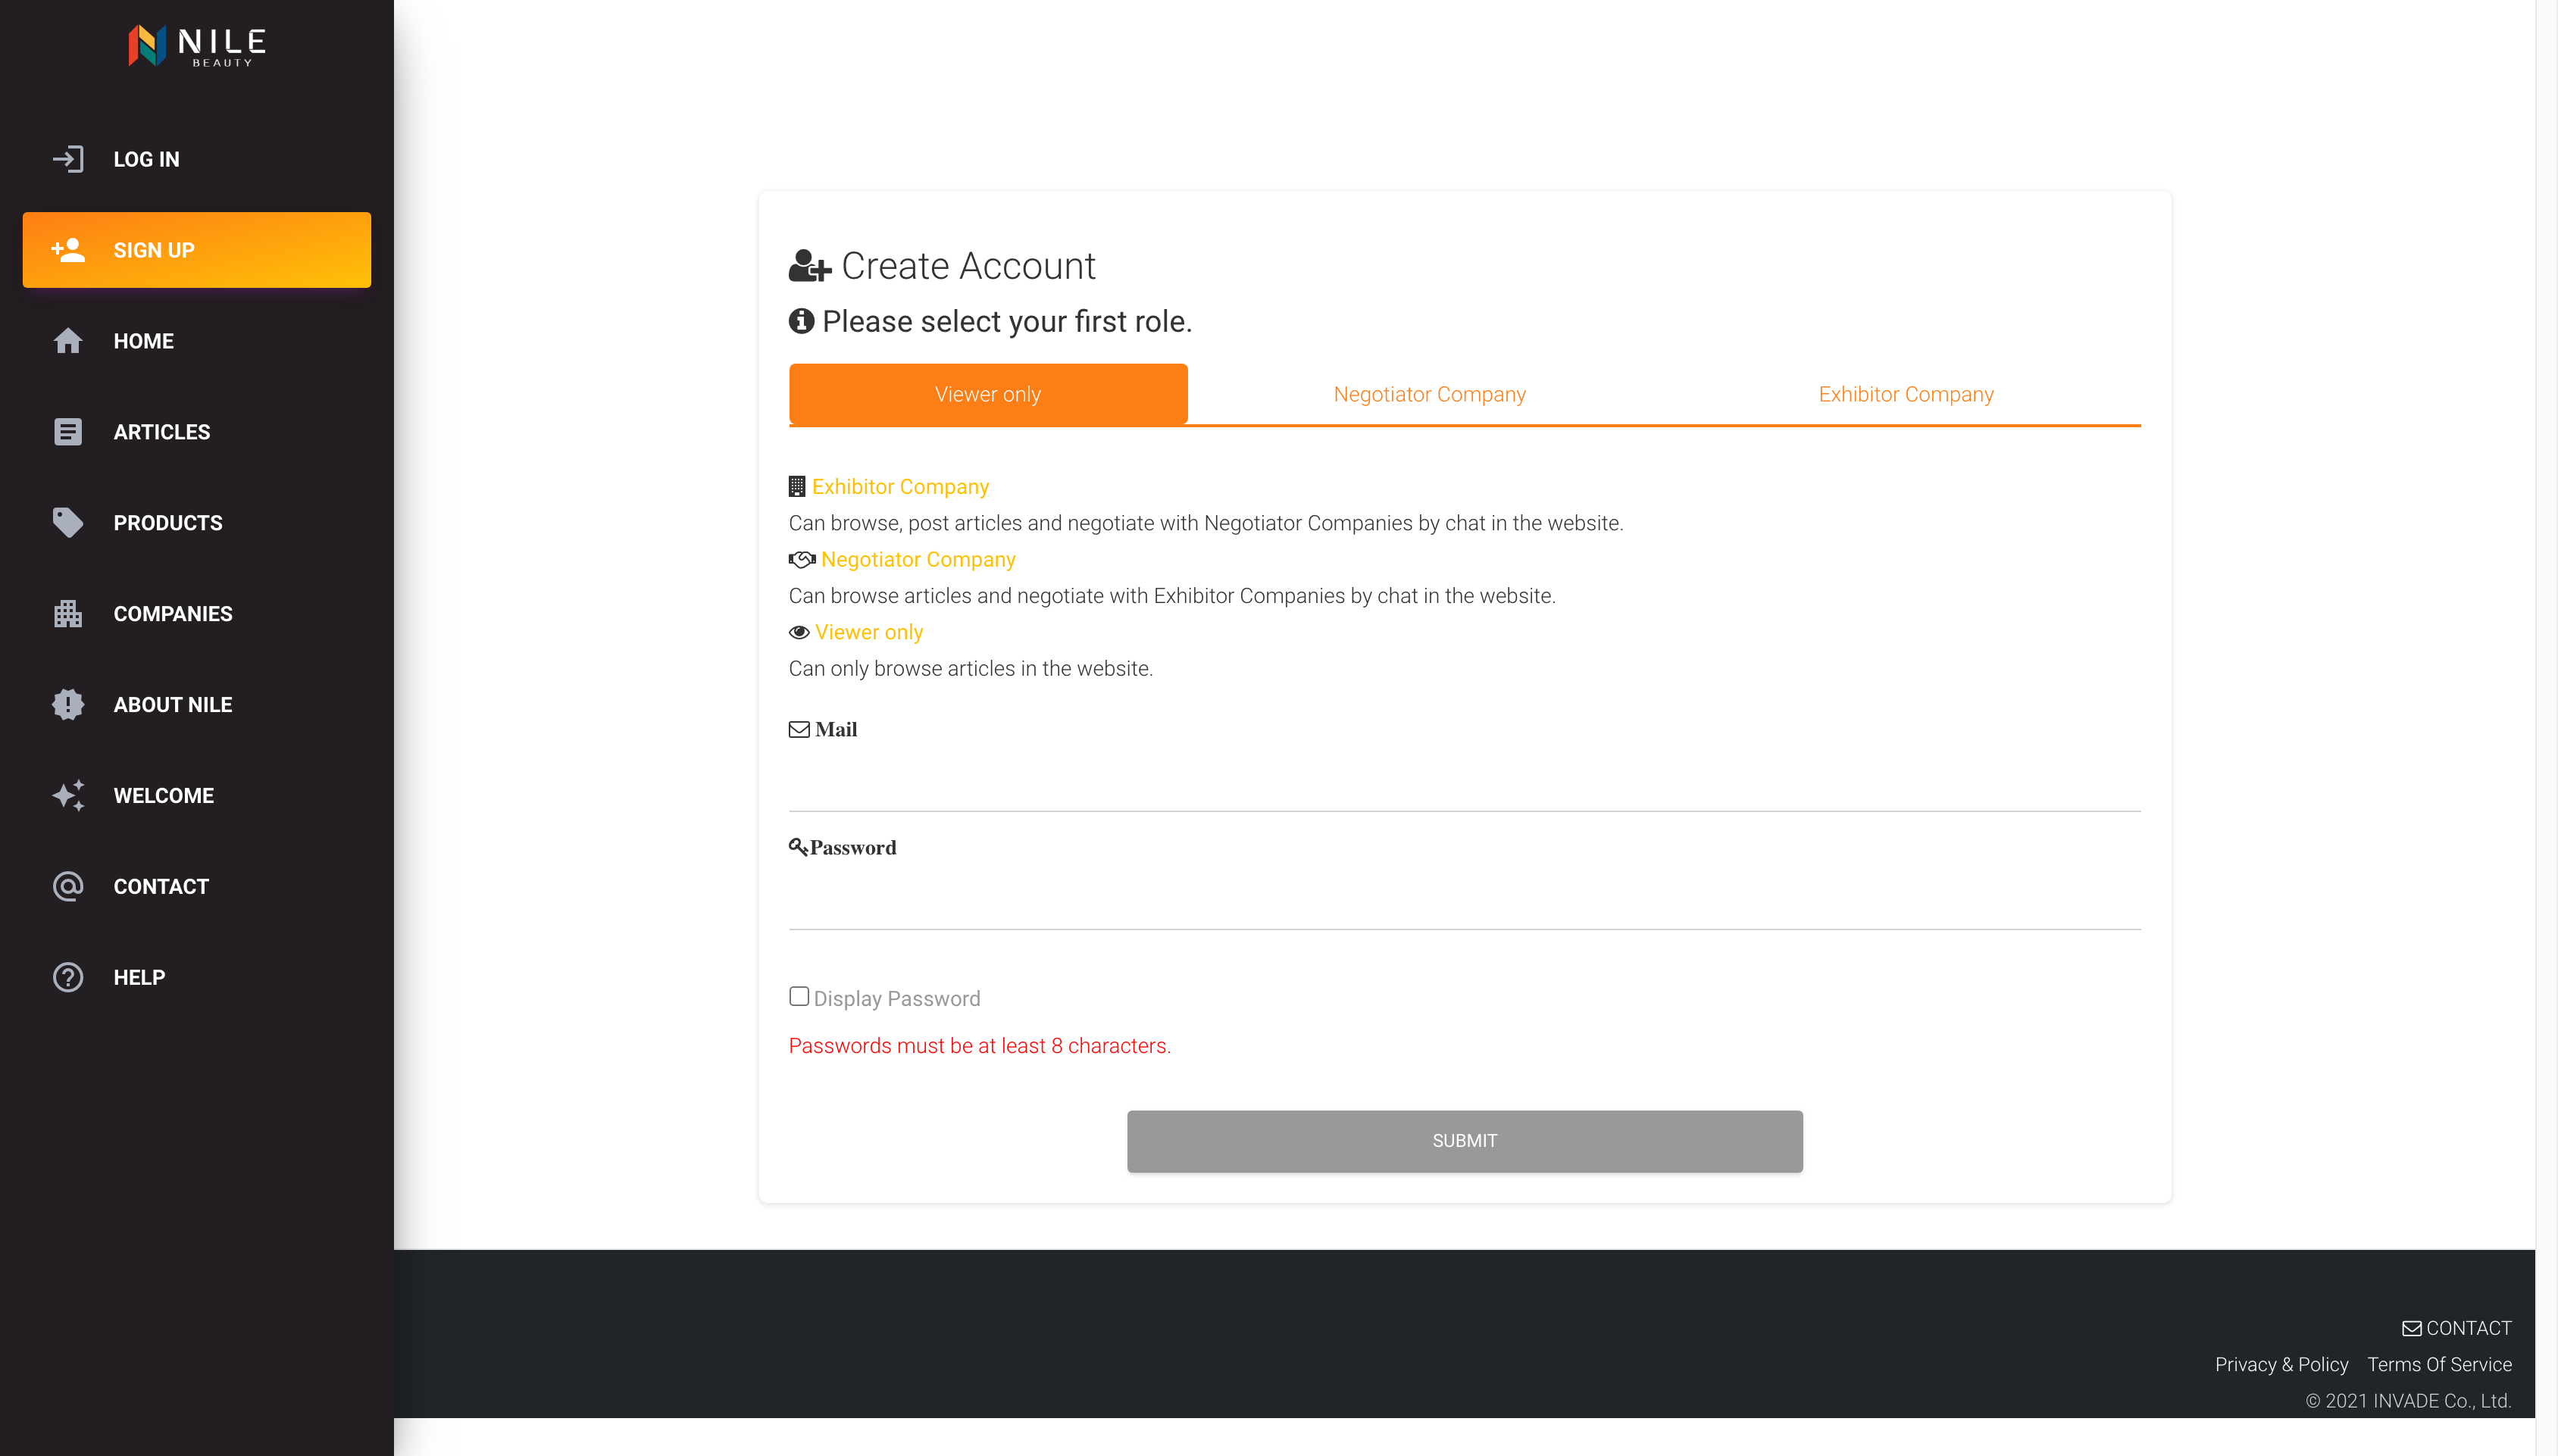 NILE
BEAUTY
LOG IN
SIGN UP
HOME
ARTICLES
PRODUCTS
COMPANIES
ABOUT NILE
WELCOME
CONTACT
HELP
Create Account
Please select your first role.
Viewer only Negotiator Company Exhibitor Company
Exhibitor Company
Can browse, post articles and negotiate with Negotiator Companies by chat in the website.
Negotiator Company
Can browse articles and negotiate with Exhibitor Companies by chat in the website.
Viewer only
Can only browse articles in the website.
Mail
Password
Display Password
Passwords must be at least 8 characters.
SUBMIT
CONTACT
Privacy & Policy Terms Of Service
© 2021 INVADE Co., Ltd.